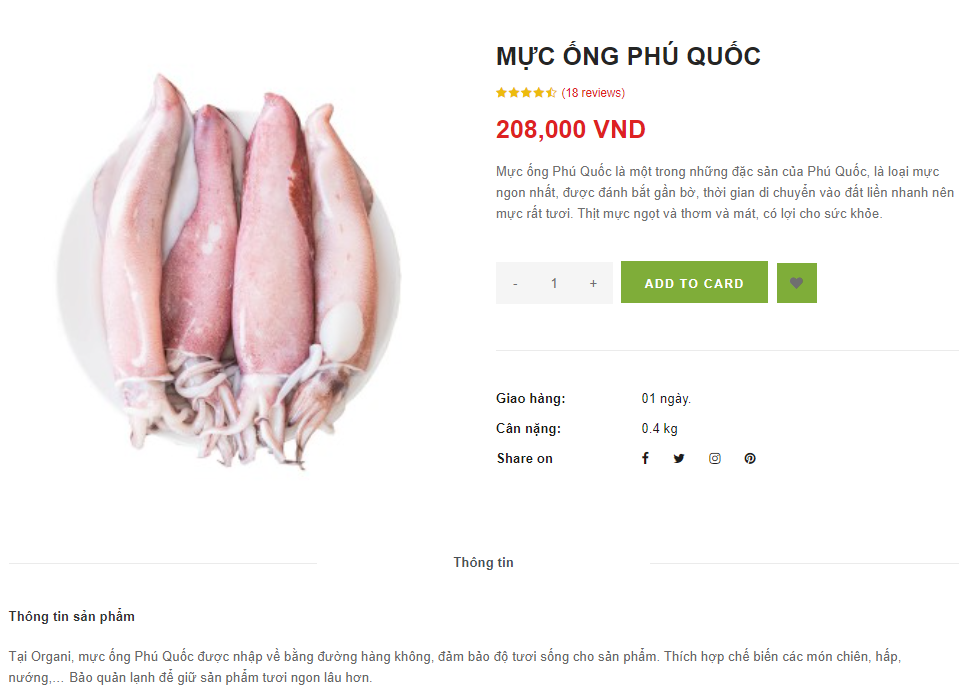 MỰC ỐNG PHÚ QUỐC
(18 reviews)
208,000 VND
Mực ống Phú Quốc là một trong những đặc sản của Phú Quốc, là loại mực
ngon nhất, được đánh bắt gần bờ, thời gian di chuyển vào đất liền nhanh nên
mực rất tươi. Thịt mực ngọt và thơm và mát, có lợi cho sức khỏe.
- 1 + ADD TO CARD
Giao hàng: 01 ngày.
Cân nặng: 0.4 kg
Share on
Thông tin
Thông tin sản phẩm
Tại Organi, mực ống Phú Quốc được nhập về bằng đường hàng không, đảm bảo độ tươi sống cho sản phẩm. Thích hợp chế biến các món chiên, hấp,
nướng,... Bảo quản lạnh để giữ sản phẩm tươi ngon lâu hơn.